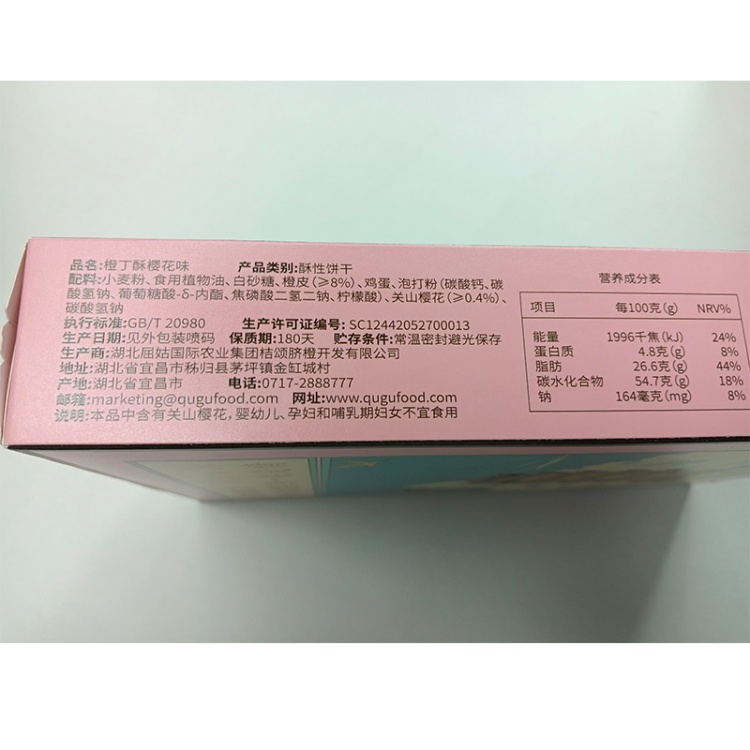 品名:橙丁酥樱花味 产品类别:酥性饼干
配料:小麦粉、食用植物油、白砂糖、橙皮(≥8%)、鸡蛋、泡打粉(碳酸钙、碳
酸氢钠、葡萄糖酸-δ-内酯、焦磷酸二氢二钠、柠檬酸)、关山樱花(≥0.4%)、
碳酸氢钠
执行标准:GB/T 20980 生产许可证编号: SC12442052700013
生产日期:见外包装喷码 保质期:180天 贮存条件:常温密封避光保存
生产商:湖北屈姑国际农业集团桔颂脐橙开发有限公司
地址:湖北省宜昌市秭归县茅坪镇金缸城村
产地:湖北省宜昌市 电话:0717-2888777
邮箱:marketing@qugufood.com 网址:www.qugufood.com
说明:本品中含有关山樱花,婴幼儿、孕妇和哺乳期妇女不宜食用
营养成分表
项目 每100克(g) NRV%
能量 1996千焦(kJ) 24%
蛋白质 4.8克(g) 8%
脂肪 26.6克(g) 44%
碳水化合物 54.7克(g) 18%
钠 164毫克(mg) 8%